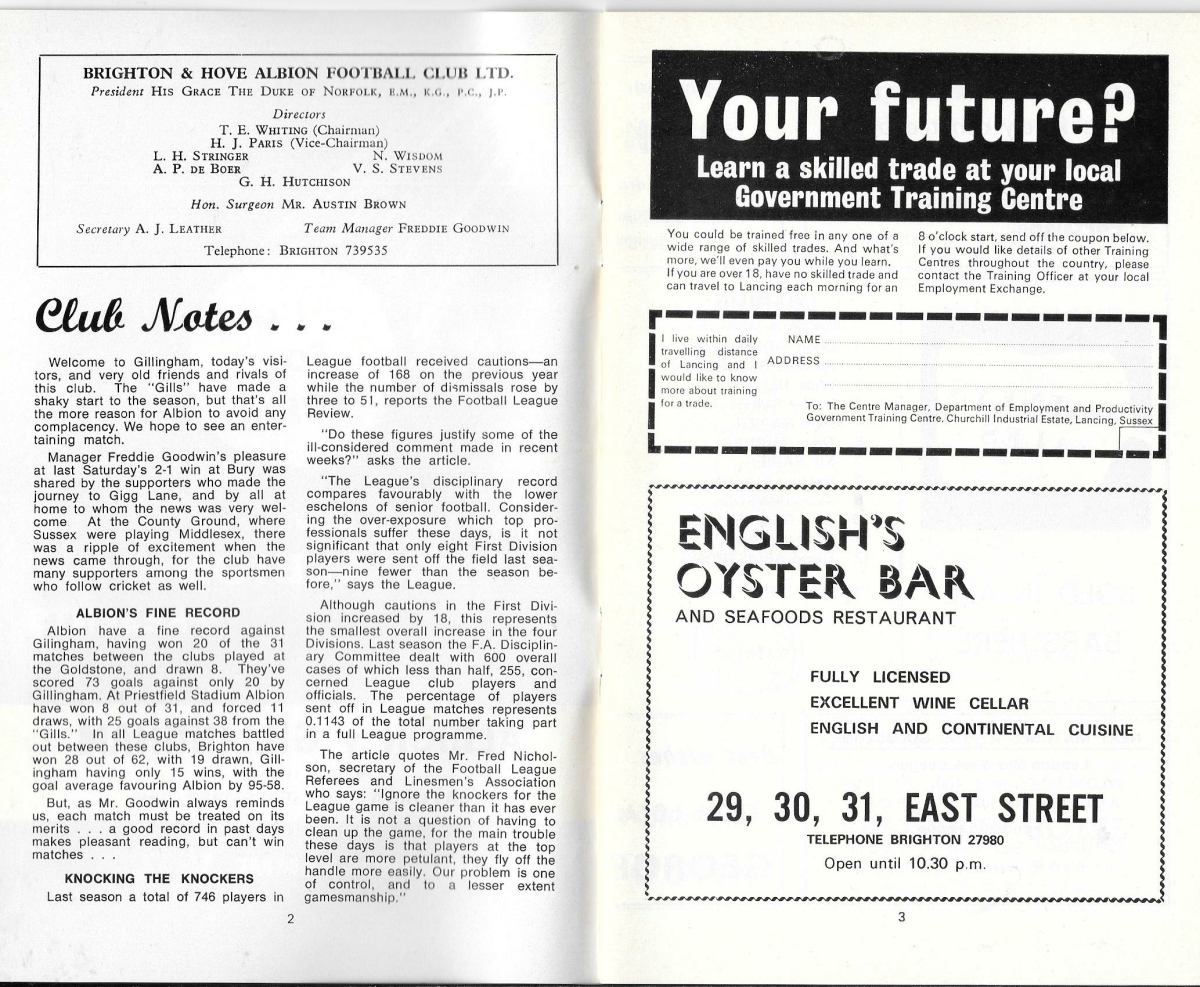 BRIGHTON & HOVE ALBION FOOTBALL CLUB LTD.
President HIS GRACE THE DUKE OF NORFOLK, E.M., K.G., P.C., J.P.
Directors
T. E. WHITING (Chairman)
H. J. PARIS (Vice-Chairman)
L. H. STRINGER N. WISDOM
A. P. DE BOER V. S. STEVENS
G. H. HUTCHISON
Hon. Surgeon MR. AUSTIN BROWN
Secretary A. J. LEATHER Team Manager FREDDIE GOODWIN
Telephone: BRIGHTON 739535
Club Notes . . .
Welcome to Gillingham, today's visi-
tors, and very old friends and rivals of
this club. The "Gills" have made a
shaky start to the season, but that's all
the more reason for Albion to avoid any
complacency. We hope to see an enter-
taining match.
Manager Freddie Goodwin's pleasure
at last Saturday's 2-1 win at Bury was
shared by the supporters who made the
journey to Gigg Lane, and by all at
home to whom the news was very wel-
come At the County Ground, where
Sussex were playing Middlesex, there
was a ripple of excitement when the
news came through, for the club have
many supporters among the sportsmen
who follow cricket as well.
ALBION'S FINE RECORD
Albion have a fine record against
Gilingham, having won 20 of the 31
matches between the clubs played at
the Goldstone, and drawn 8. They've
scored 73 goals against only 20 by
Gillingham. At Priestfield Stadium Albion
have won 8 out of 31, and forced 11
draws, with 25 goals against 38 from the
"Gills." In all League matches battled
out between these clubs, Brighton have
won 28 out of 62, with 19 drawn, Gill-
ingham having only 15 wins, with the
goal average favouring Albion by 95-58.
But, as Mr. Goodwin always reminds
us, each match must be treated on its
merits . . . a good record in past days
makes pleasant reading, but can't win
matches . . .
KNOCKING THE KNOCKERS
Last season a total of 746 players in
League football received cautions—an
increase of 168 on the previous year
while the number of dismissals rose by
three to 51, reports the Football League
Review.
"Do these figures justify some of the
ill-considered comment made in recent
weeks?" asks the article.
"The League's disciplinary record
compares favourably with the lower
eschelons of senior football. Consider-
ing the over-exposure which top pro-
fessionals suffer these days, is it not
significant that only eight First Division
players were sent off the field last sea-
son—nine fewer than the season be-
fore," says the League.
Although cautions in the First Divi-
sion increased by 18, this represents
the smallest overall increase in the four
Divisions. Last season the F.A. Disciplin-
ary Committee dealt with 600 overall
cases of which less than half, 255, con-
cerned League club players and
officials. The percentage of players
sent off in League matches represents
0.1143 of the total number taking part
in a full League programme.
The article quotes Mr. Fred Nichol-
son, secretary of the Football League
Referees and Linesmen's Association
who says: "Ignore the knockers for the
League game is cleaner than it has ever
been. It is not a question of having to
clean up the game, for the main trouble
these days is that players at the top
level are more petulant, they fly off the
handle more easily. Our problem is one
of control, and to a lesser extent
gamesmanship."
2
Your future?
Learn a skilled trade at your local
Government Training Centre
You could be trained free in any one of a
wide range of skilled trades. And what's
more, we'll even pay you while you learn.
If you are over 18, have no skilled trade and
can travel to Lancing each morning for an
8 o'clock start, send off the coupon below.
If you would like details of other Training
Centres throughout the country, please
contact the Training Officer at your local
Employment Exchange.
I live within daily
travelling distance
of Lancing and I
would like to know
more about training
for a trade.
NAME
ADDRESS
To: The Centre Manager, Department of Employment and Productivity
Government Training Centre, Churchill Industrial Estate, Lancing, Sussex
ENGLISH'S
OYSTER BAR
AND SEAFOODS RESTAURANT
FULLY LICENSED
EXCELLENT WINE CELLAR
ENGLISH AND CONTINENTAL CUISINE
29, 30, 31, EAST STREET
TELEPHONE BRIGHTON 27980
Open until 10.30 p.m.
3